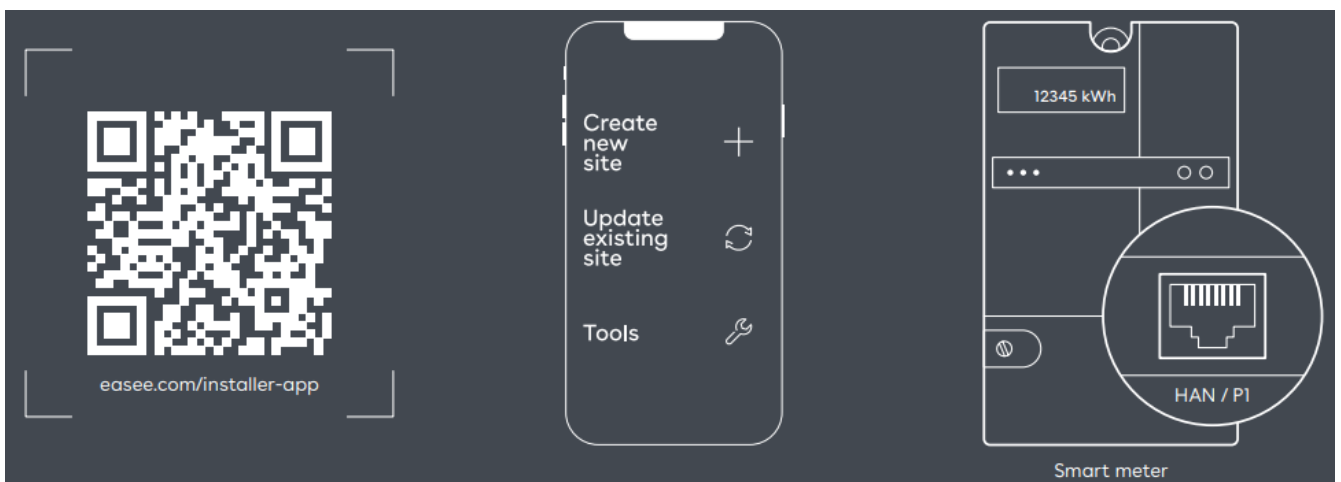 easee.com/installer-app
Create
new
site
Update
existing
site
Tools
12345 kWh
HAN / P1
Smart meter